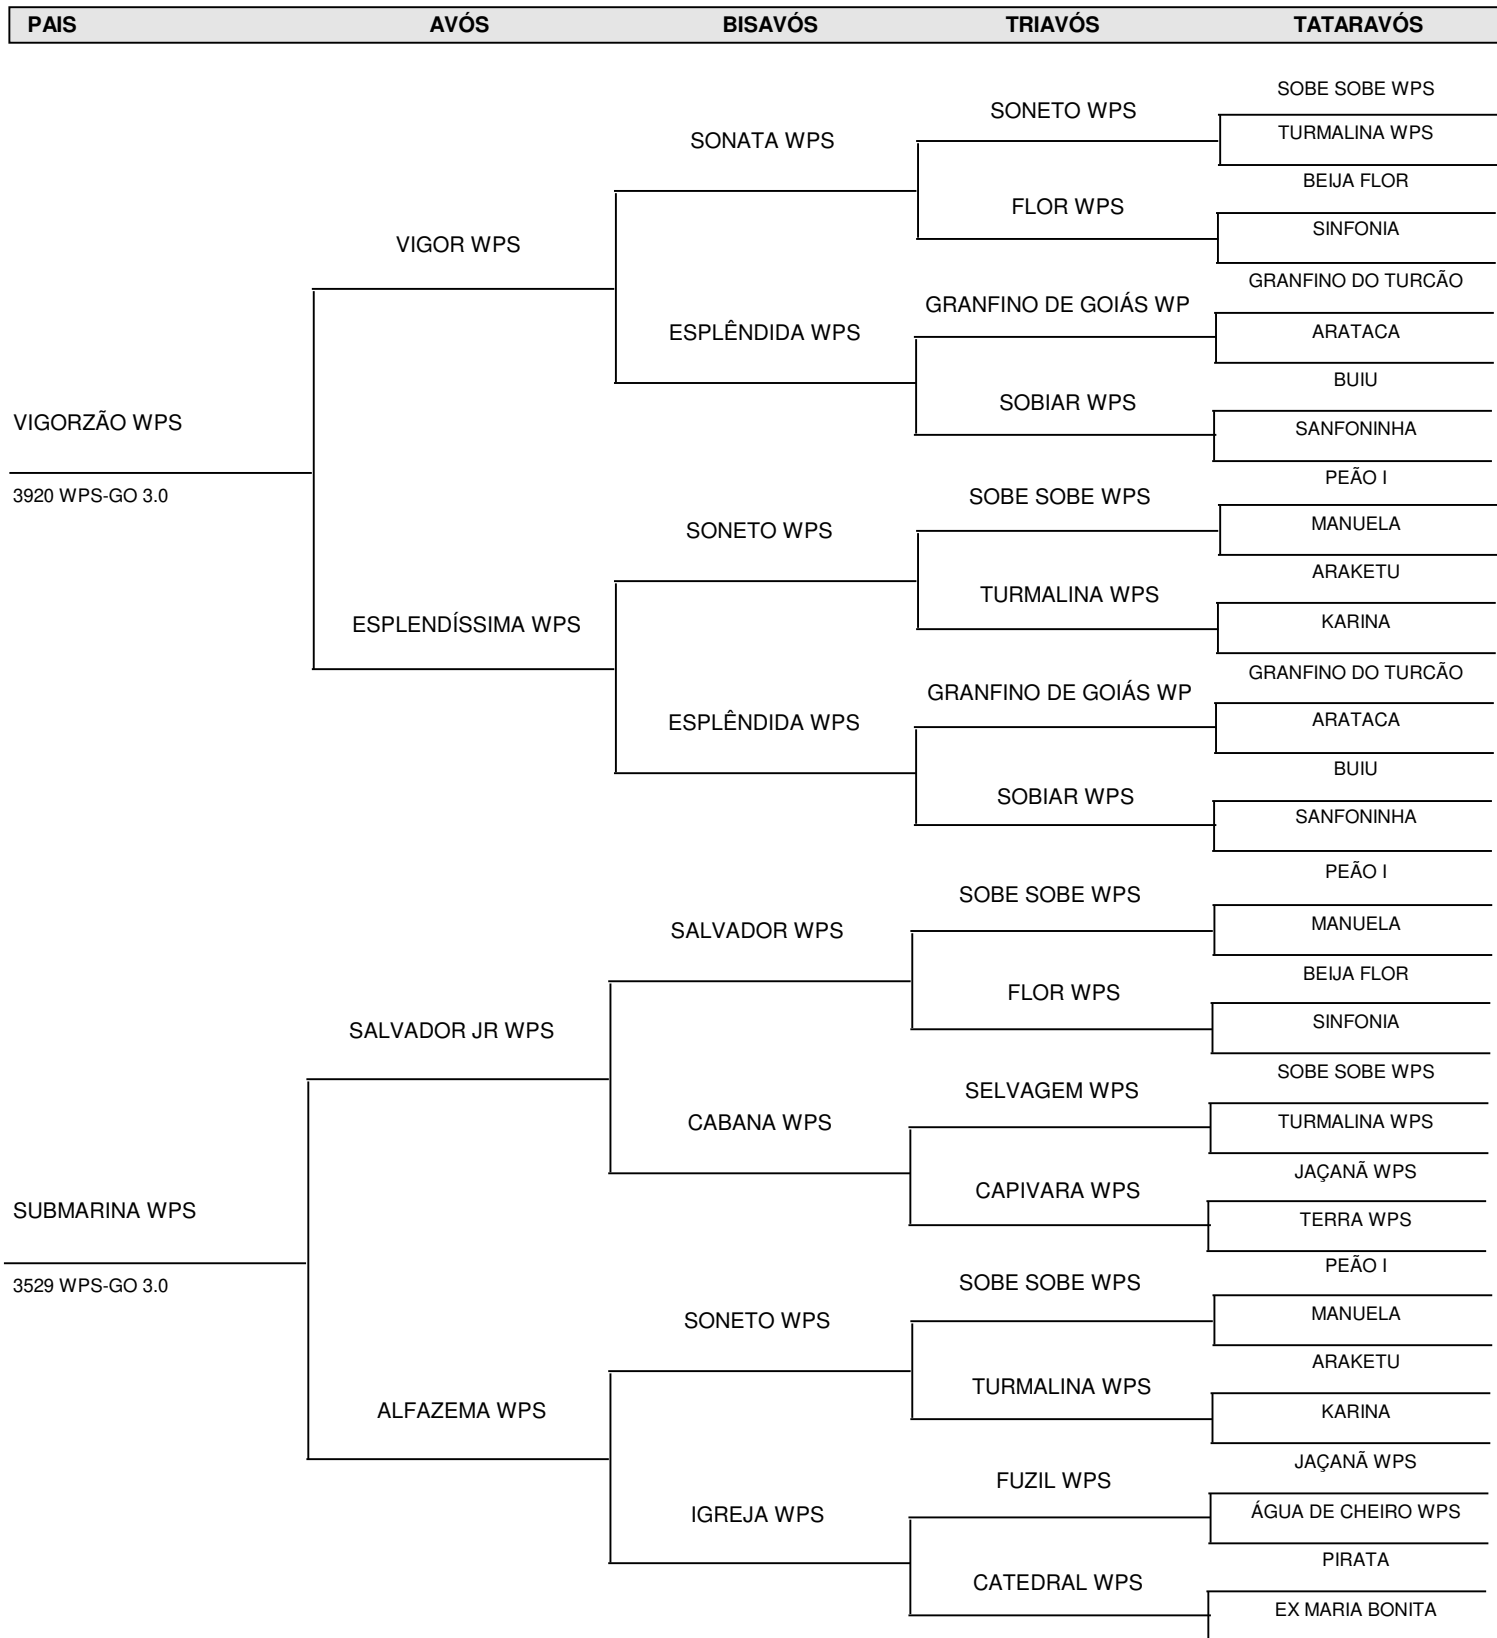 PAIS AVÓS BISAVÓS TRIAVÓS TATARAVÓS
SOBE SOBE WPS
SONETO WPS
TURMALINA WPS
SONATA WPS
BEIJA FLOR
FLOR WPS
SINFONIA
VIGOR WPS
GRANFINO DO TURCÃO
GRANFINO DE GOIÁS WP
ARATACA
ESPLÊNDIDA WPS
BUIU
SOBIAR WPS
SANFONINHA
VIGORZÃO WPS
3920 WPS-GO 3.0
PEÃO I
SOBE SOBE WPS
MANUELA
SONETO WPS
ARAKETU
TURMALINA WPS
KARINA
ESPLENDÍSSIMA WPS
GRANFINO DO TURCÃO
GRANFINO DE GOIÁS WP
ARATACA
ESPLÊNDIDA WPS
BUIU
SOBIAR WPS
SANFONINHA
PEÃO I
SOBE SOBE WPS
MANUELA
SALVADOR WPS
BEIJA FLOR
FLOR WPS
SINFONIA
SALVADOR JR WPS
SOBE SOBE WPS
SELVAGEM WPS
TURMALINA WPS
CABANA WPS
JAÇANÃ WPS
CAPIVARA WPS
TERRA WPS
SUBMARINA WPS
3529 WPS-GO 3.0
PEÃO I
SOBE SOBE WPS
MANUELA
SONETO WPS
ARAKETU
TURMALINA WPS
KARINA
ALFAZEMA WPS
JAÇANÃ WPS
FUZIL WPS
ÁGUA DE CHEIRO WPS
IGREJA WPS
PIRATA
CATEDRAL WPS
EX MARIA BONITA